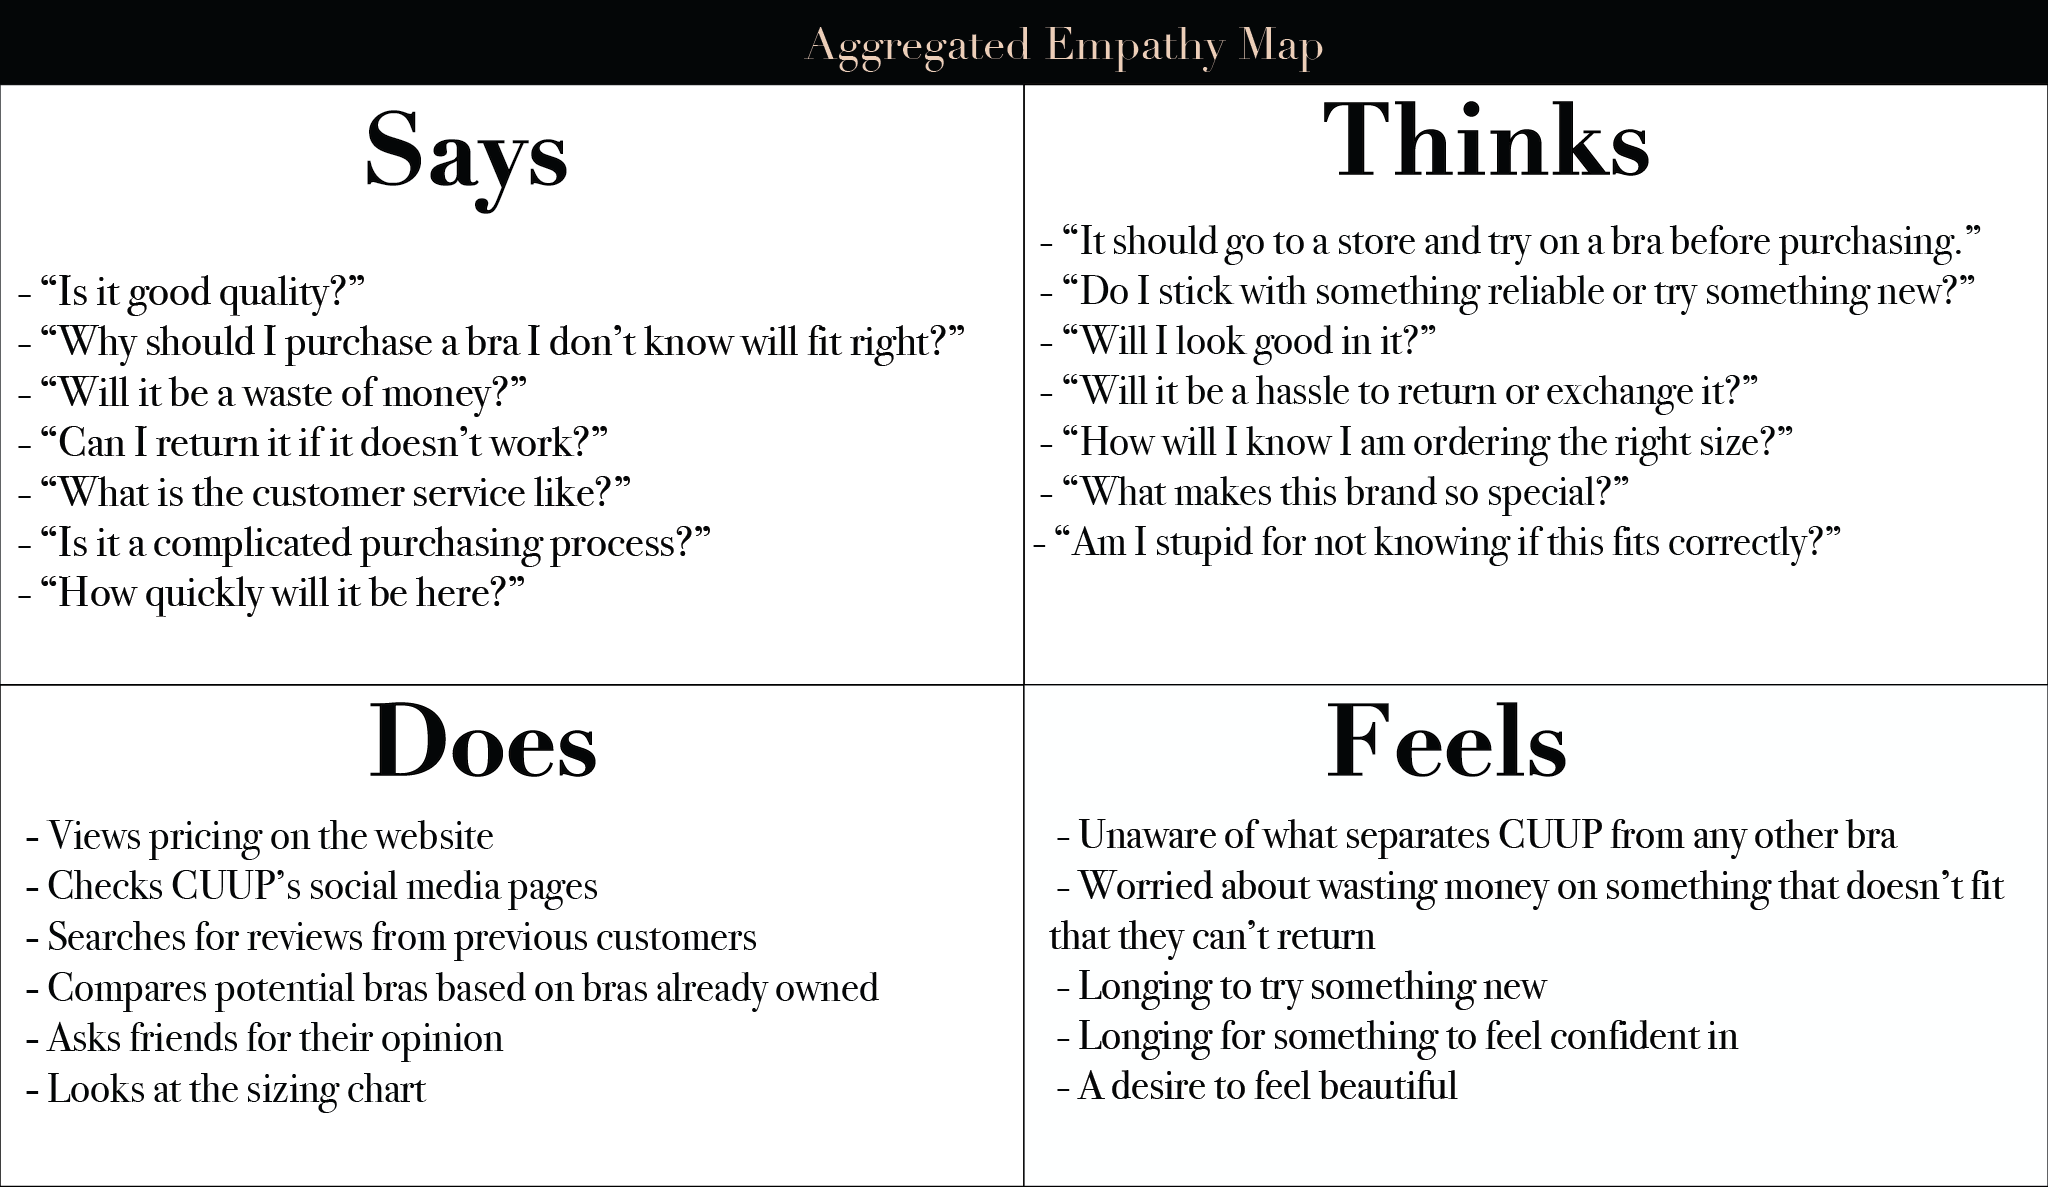 Aggregated Empathy Map
Says
- “Is it good quality?”
- “Why should I purchase a bra I don’t know will fit right?”
- “Will it be a waste of money?”
- “Can I return it if it doesn’t work?”
- “What is the customer service like?”
- “Is it a complicated purchasing process?”
- “How quickly will it be here?”
Thinks
- “It should go to a store and try on a bra before purchasing.”
- “Do I stick with something reliable or try something new?”
- “Will I look good in it?”
- “Will it be a hassle to return or exchange it?”
- “How will I know I am ordering the right size?”
- “What makes this brand so special?”
- “Am I stupid for not knowing if this fits correctly?”
Does
- Views pricing on the website
- Checks CUUP’s social media pages
- Searches for reviews from previous customers
- Compares potential bras based on bras already owned
- Asks friends for their opinion
- Looks at the sizing chart
Feels
- Unaware of what separates CUUP from any other bra
- Worried about wasting money on something that doesn’t fit
that they can’t return
- Longing to try something new
- Longing for something to feel confident in
- A desire to feel beautiful